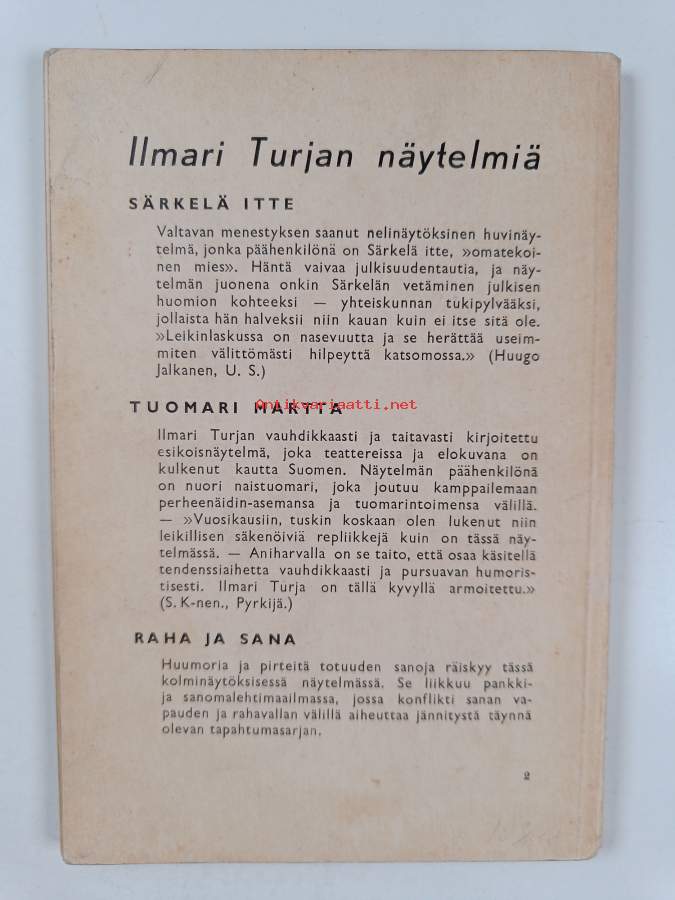 Ilmari Turjan näytelmiä
SÄRKELÄ ITTE
Valtavan menestyksen saanut nelinäytöksinen huvinäy-
telmä, jonka päähenkilönä on Särkelä itte, »omatekoi-
nen mies». Häntä vaivaa julkisuudentautia, ja näy-
telmän juonena onkin Särkelän vetäminen julkisen
huomion kohteeksi — yhteiskunnan tukipylvääksi,
jollaista hän halveksii niin kauan kuin ei itse sitä ole.
»Leikinlaskussa on nasevuutta ja se herättää useim-
miten välittömästi hilpeyttä katsomossa.» (Huugo
Jalkanen, U. S.)
Antikvariaatti.net
TUOMARI MARTTA
Ilmari Turjan vauhdikkaasti ja taitavasti kirjoitettu
esikoisnäytelmä, joka teattereissa ja elokuvana on
kulkenut kautta Suomen. Näytelmän päähenkilönä
on nuori naistuomari, joka joutuu kamppailemaan
perheenäidin-asemansa ja tuomarintoimensa välillä.
— »Vuosikausiin, tuskin koskaan olen lukenut niin
leikillisen säkenöiviä repliikkejä kuin on tässä näy-
telmässä. — Aniharvalla on se taito, että osaa käsitellä
tendenssiaihetta vauhdikkaasti ja pursuavan humoris-
tisesti. Ilmari Turja on tällä kyvyllä armoitettu.»
(S. K-nen., Pyrkijä.)
RAHA JA SANA
Huumoria ja pirteitä totuuden sanoja räiskyy tässä
kolminäytöksisessä näytelmässä. Se liikkuu pankki-
ja sanomalehtimaailmassa, jossa konflikti sanan va-
pauden ja rahavallan välillä aiheuttaa jännitystä täynnä
olevan tapahtumasarjan.
2